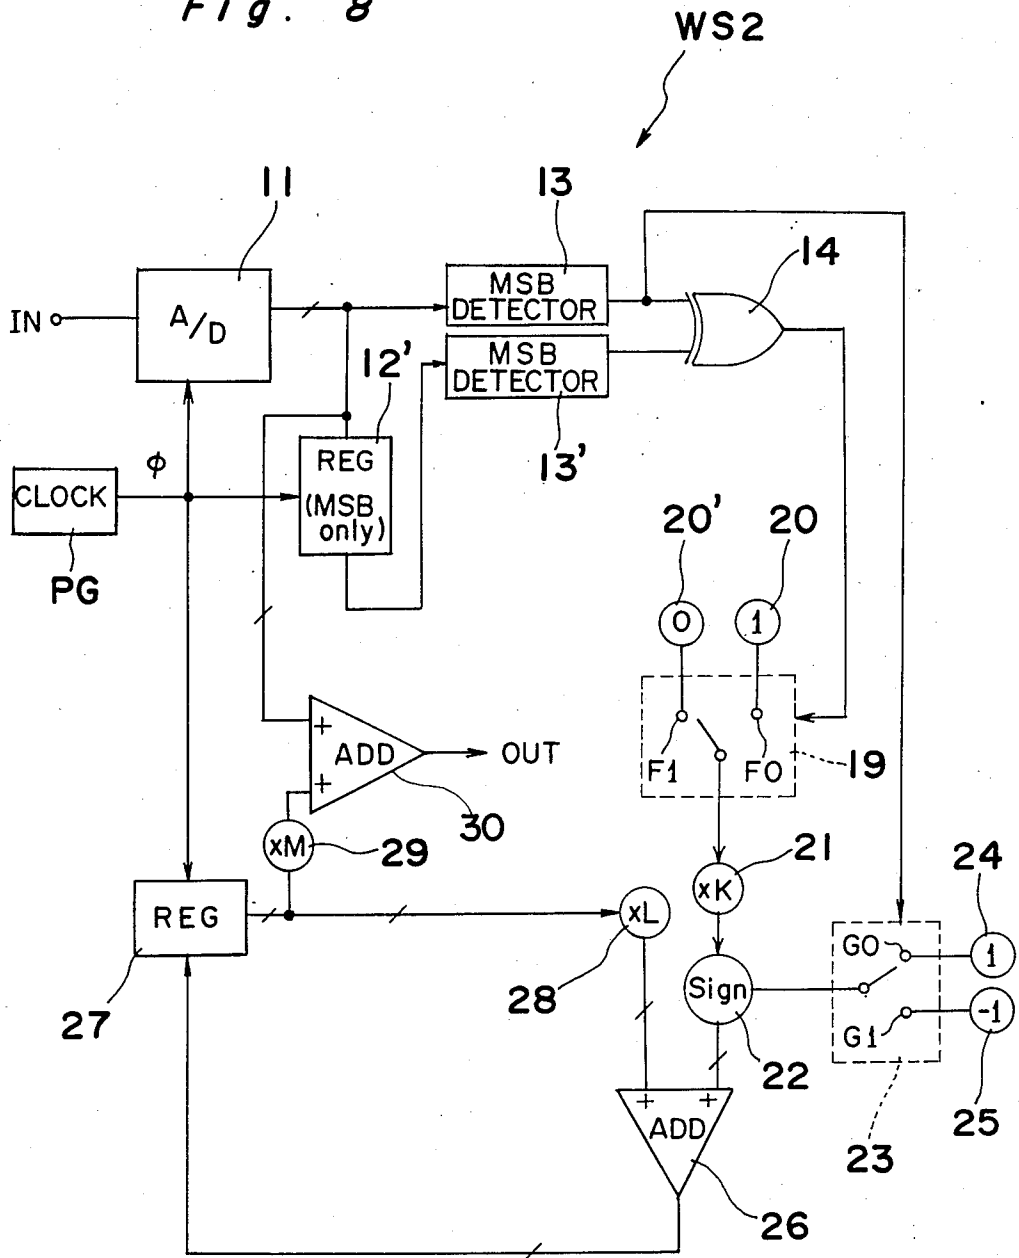 Fig. 8
WS2
11
13
14
IN
A/D
MSB
DETECTOR
MSB
DETECTOR
12'
13'
φ
REG
(MSB
only)
CLOCK
PG
20'
20
0
1
+
ADD
+
OUT
F1
F0
19
30
xM
29
21
24
REG
xL
xK
G0
1
28
Sign
-1
27
G1
22
25
+ +
ADD
23
26